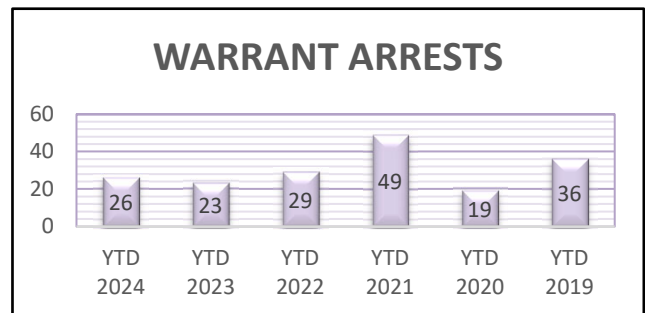 WARRANT ARRESTS
60
40
20
0
26
23
29
49
19
36
YTD 2024
YTD 2023
YTD 2022
YTD 2021
YTD 2020
YTD 2019